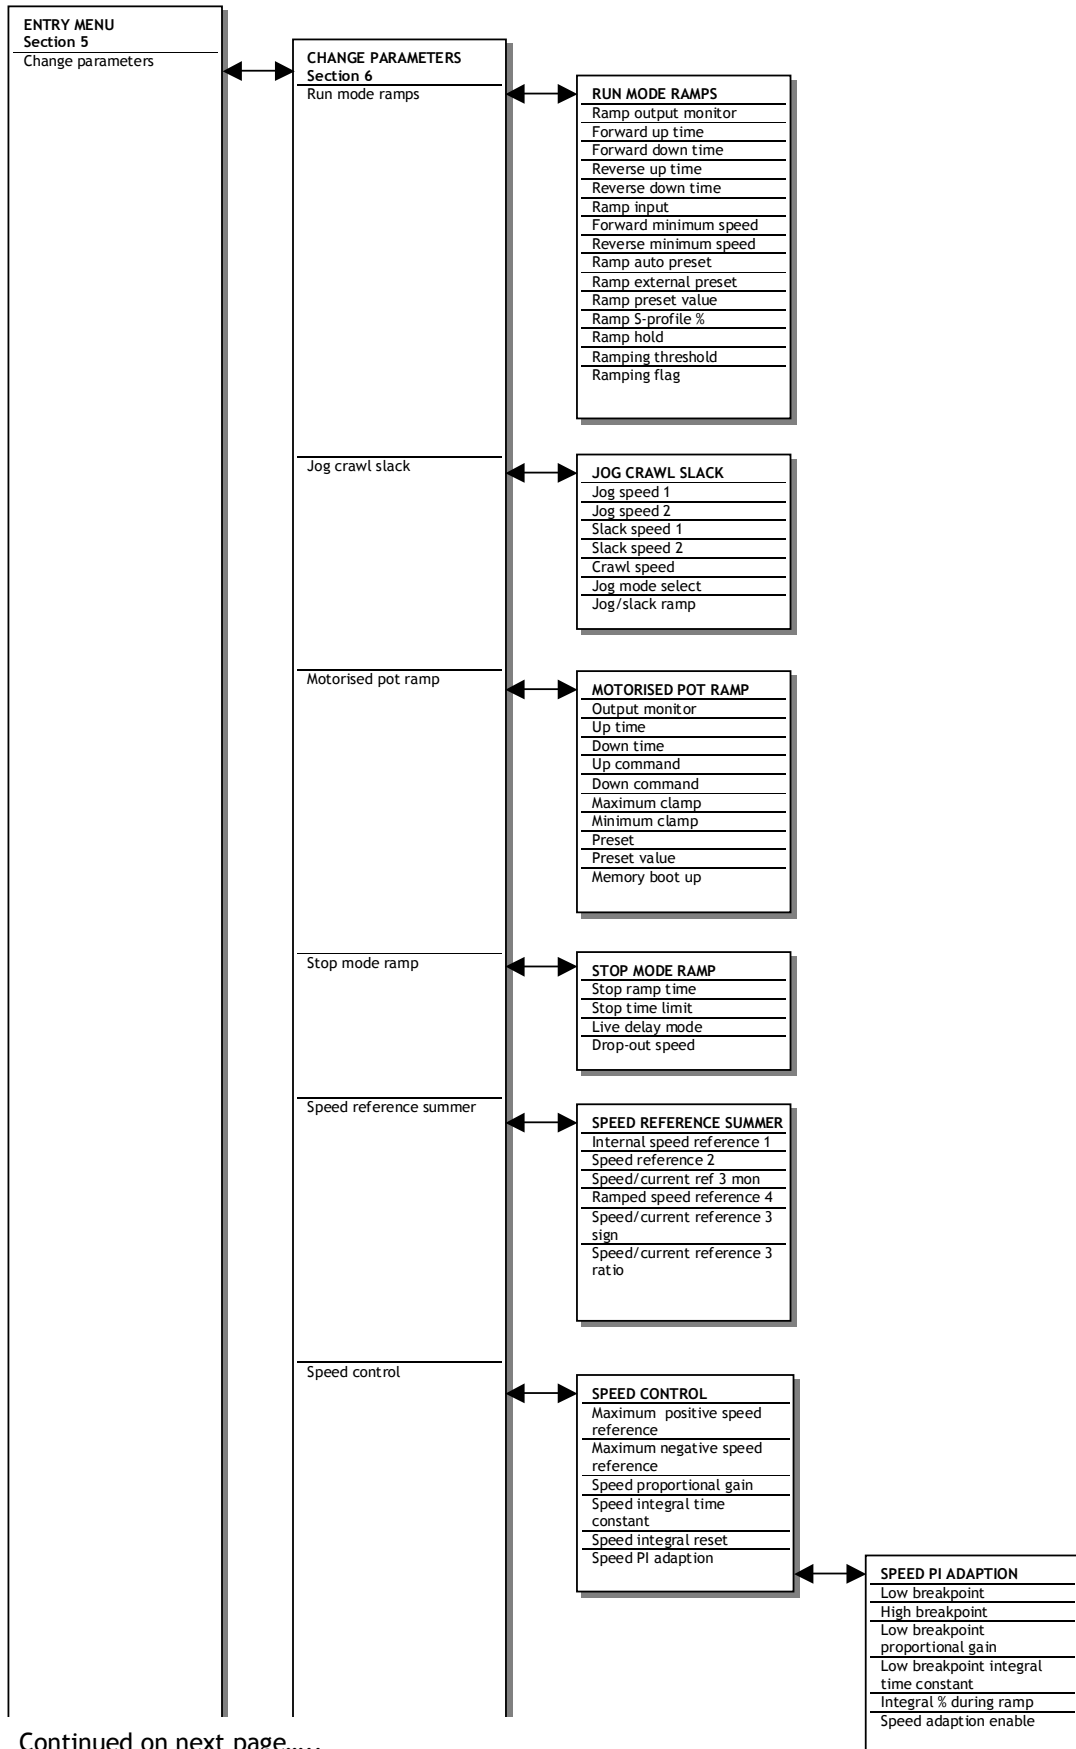 ENTRY MENU
Section 5
Change parameters
CHANGE PARAMETERS
Section 6
Run mode ramps
RUN MODE RAMPS
Ramp output monitor
Forward up time
Forward down time
Reverse up time
Reverse down time
Ramp input
Forward minimum speed
Reverse minimum speed
Ramp auto preset
Ramp external preset
Ramp preset value
Ramp S-profile %
Ramp hold
Ramping threshold
Ramping flag
Jog crawl slack
JOG CRAWL SLACK
Jog speed 1
Jog speed 2
Slack speed 1
Slack speed 2
Crawl speed
Jog mode select
Jog/slack ramp
Motorised pot ramp
MOTORISED POT RAMP
Output monitor
Up time
Down time
Up command
Down command
Maximum clamp
Minimum clamp
Preset
Preset value
Memory boot up
Stop mode ramp
STOP MODE RAMP
Stop ramp time
Stop time limit
Live delay mode
Drop-out speed
Speed reference summer
SPEED REFERENCE SUMMER
Internal speed reference 1
Speed reference 2
Speed/current ref 3 mon
Ramped speed reference 4
Speed/current reference 3
sign
Speed/current reference 3
ratio
Speed control
SPEED CONTROL
Maximum  positive speed
reference
Maximum negative speed
reference
Speed proportional gain
Speed integral time
constant
Speed integral reset
Speed PI adaption
SPEED PI ADAPTION
Low breakpoint
High breakpoint
Low breakpoint
proportional gain
Low breakpoint integral
time constant
Integral % during ramp
Speed adaption enable
Continued on next page.....